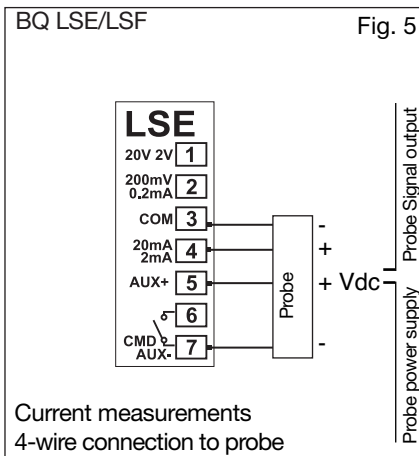 BQ LSE/LSF
Fig. 5
LSE
20V 2V 1
200mV
0.2mA 2
COM 3
20mA
2mA 4
AUX+ 5
6
CMD
AUX- 7
Probe
-
+
+ Vdc
-
Probe Signal output
Probe power supply
Current measurements
4-wire connection to probe